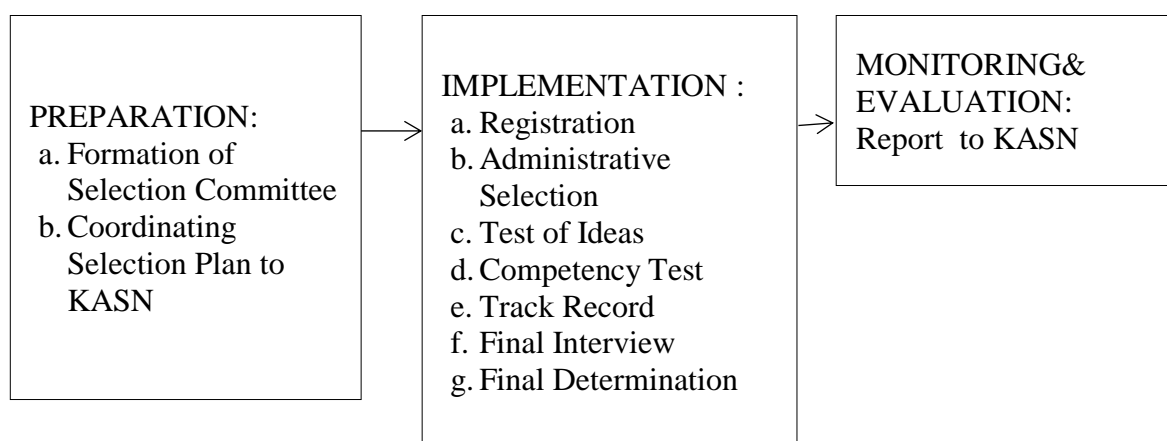 PREPARATION:
a. Formation of
Selection Committee
b. Coordinating
Selection Plan to
KASN
IMPLEMENTATION :
a. Registration
b. Administrative
Selection
c. Test of Ideas
d. Competency Test
e. Track Record
f. Final Interview
g. Final Determination
MONITORING&
EVALUATION:
Report to KASN